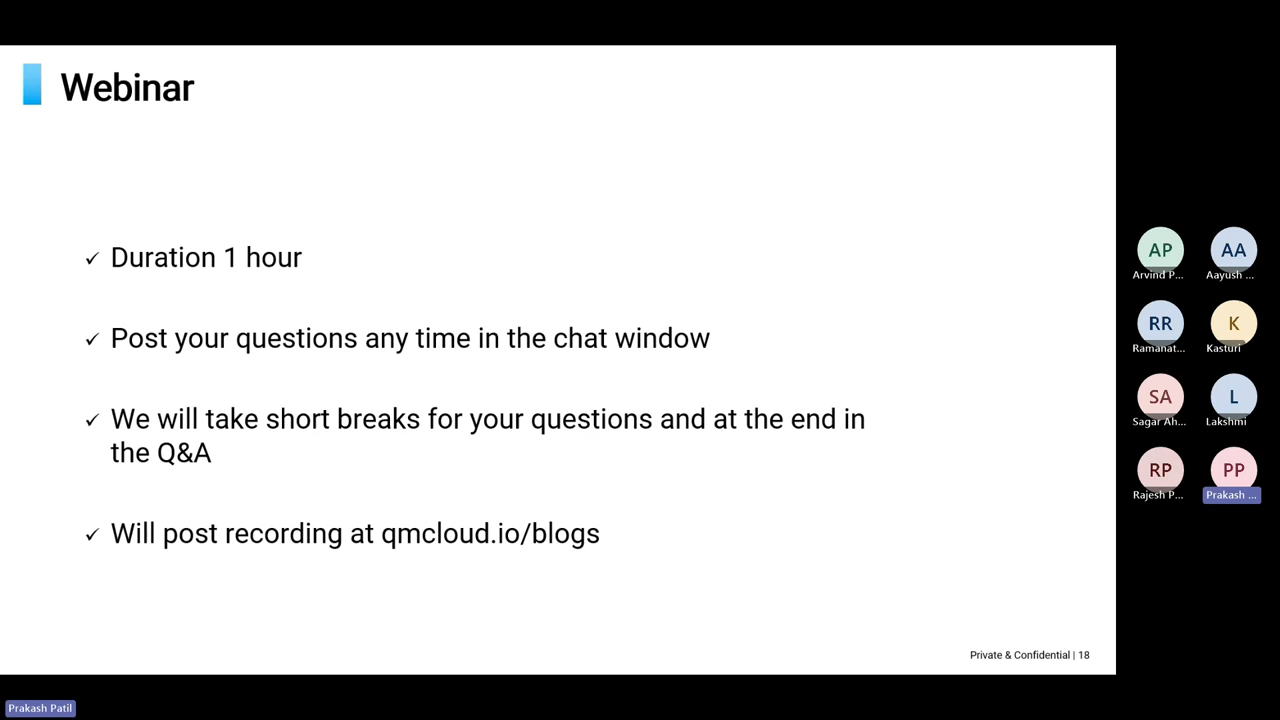 Webinar
✓ Duration 1 hour
✓ Post your questions any time in the chat window
✓ We will take short breaks for your questions and at the end in
the Q&A
✓ Will post recording at qmcloud.io/blogs
Private & Confidential | 18
AP
Arvind P...
AA
Aayush ...
RR
Ramanat...
K
Kasturi
SA
Sagar Ah...
L
Lakshmi
RP
Rajesh P...
PP
Prakash ...
Prakash Patil